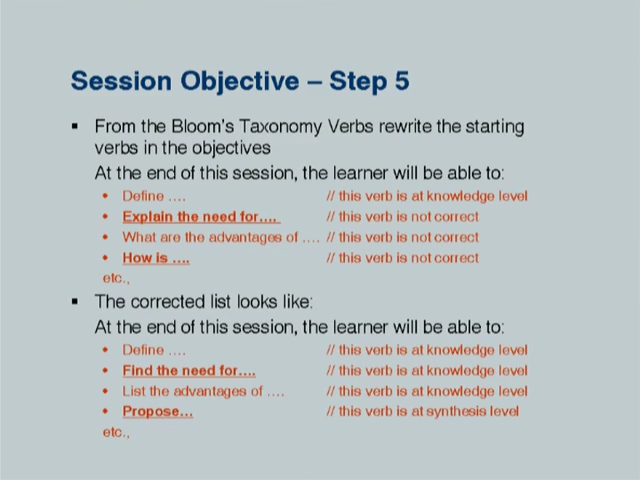 Session Objective – Step 5
▪ From the Bloom's Taxonomy Verbs rewrite the starting
verbs in the objectives
At the end of this session, the learner will be able to:
• Define .... // this verb is at knowledge level
• Explain the need for.... // this verb is not correct
• What are the advantages of .... // this verb is not correct
• How is .... // this verb is not correct
etc.,
▪ The corrected list looks like:
At the end of this session, the learner will be able to:
• Define .... // this verb is at knowledge level
• Find the need for.... // this verb is at knowledge level
• List the advantages of .... // this verb is at knowledge level
• Propose... // this verb is at synthesis level
etc.,